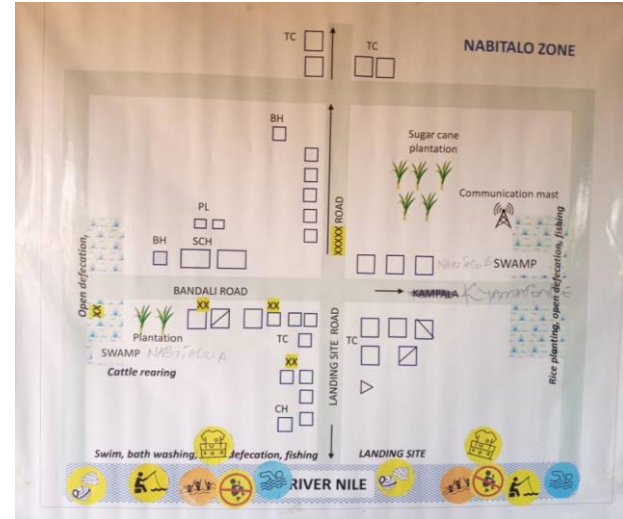 TC
TC
NABITALO ZONE
BH
Sugar cane
plantation
Communication mast
PL
XXXXX ROAD
BH
SCH
SWAMP
Open defecation,
XX
BANDALI ROAD
KAMPALA
Rice planting, open defecation, fishing
XX
XX
Plantation
SWAMP
Cattle rearing
TC
XX
LANDING SITE ROAD
TC
CH
Swim, bath washing, defecation, fishing
LANDING SITE
RIVER NILE